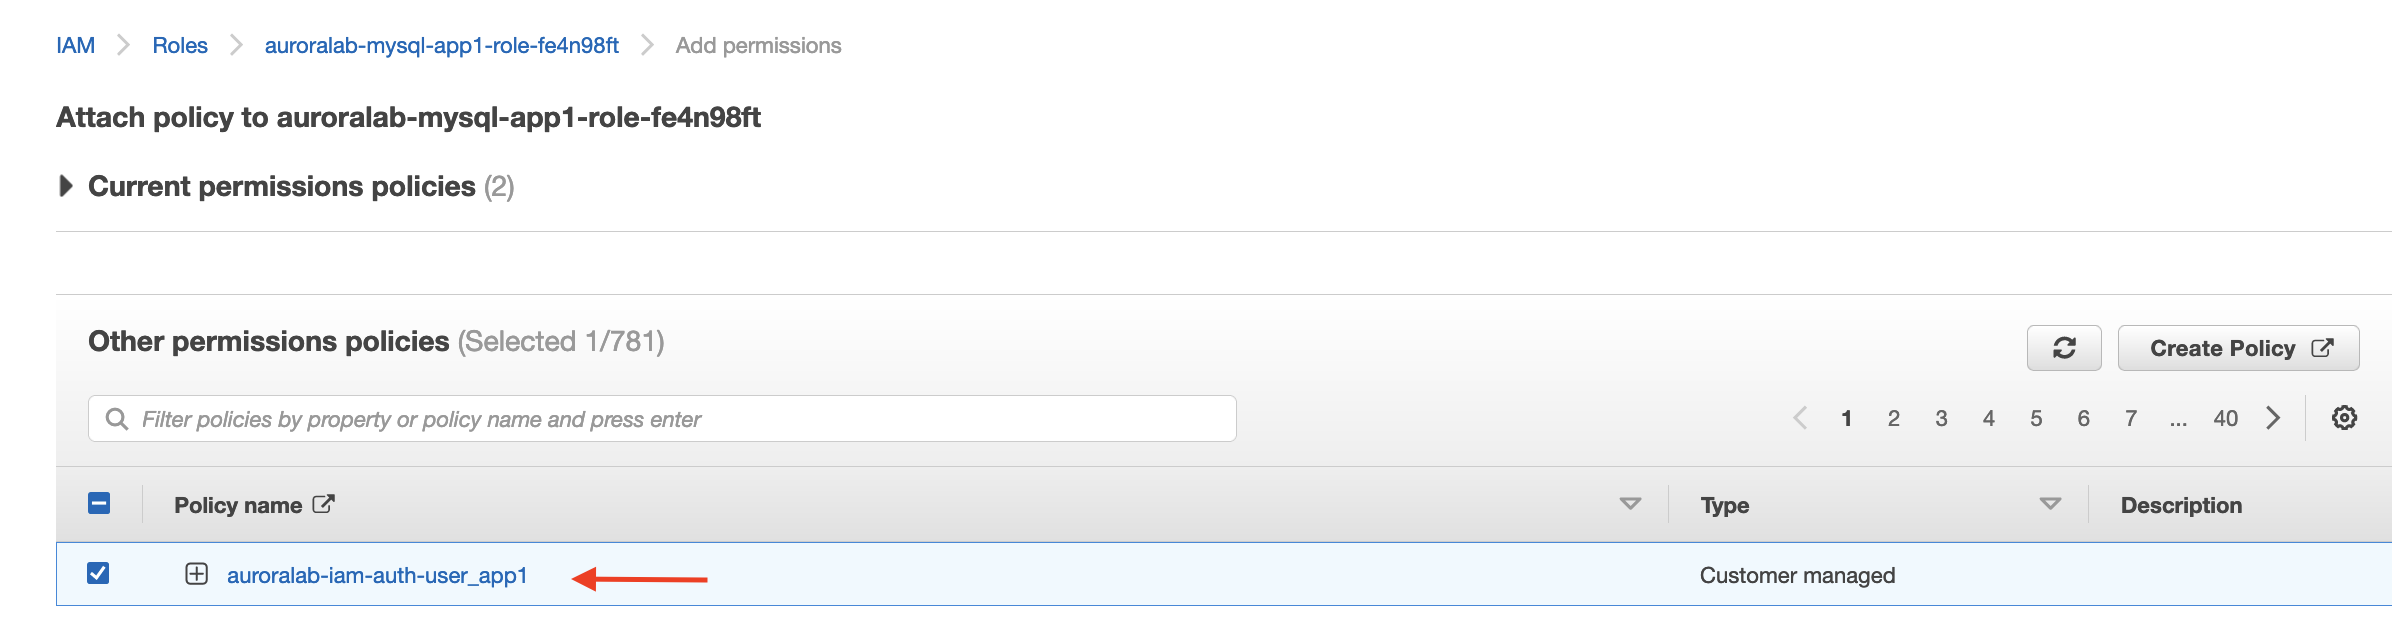 IAM Roles auroralab-mysql-app1-role-fe4n98ft Add permissions
Attach policy to auroralab-mysql-app1-role-fe4n98ft
Current permissions policies (2)
Other permissions policies (Selected 1/781)
Create Policy
Filter policies by property or policy name and press enter
1 2 3 4 5 6 7 ... 40
Policy name Type Description
auroralab-iam-auth-user_app1 Customer managed